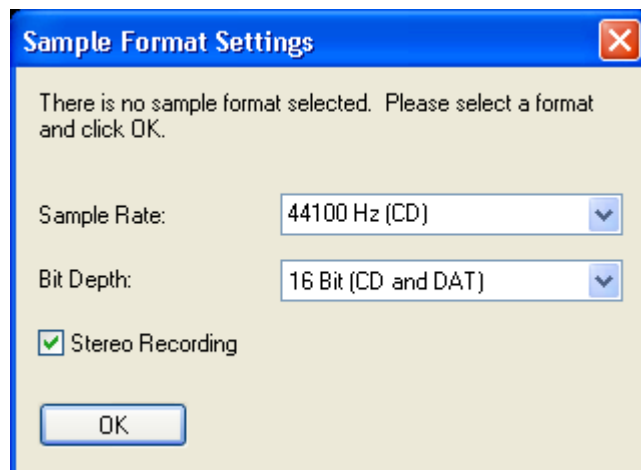 Sample Format Settings
There is no sample format selected.  Please select a format
and click OK.
Sample Rate:
44100 Hz (CD)
Bit Depth:
16 Bit (CD and DAT)
Stereo Recording
OK